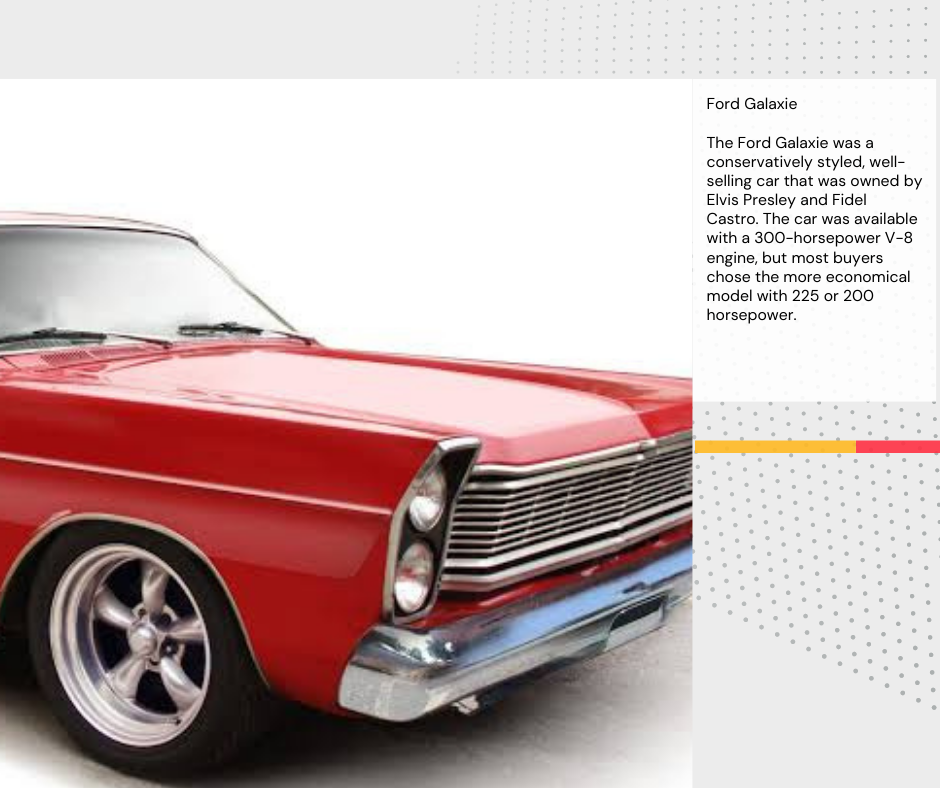 Ford Galaxie
The Ford Galaxie was a
conservatively styled, well-
selling car that was owned by
Elvis Presley and Fidel
Castro. The car was available
with a 300-horsepower V-8
engine, but most buyers
chose the more economical
model with 225 or 200
horsepower.